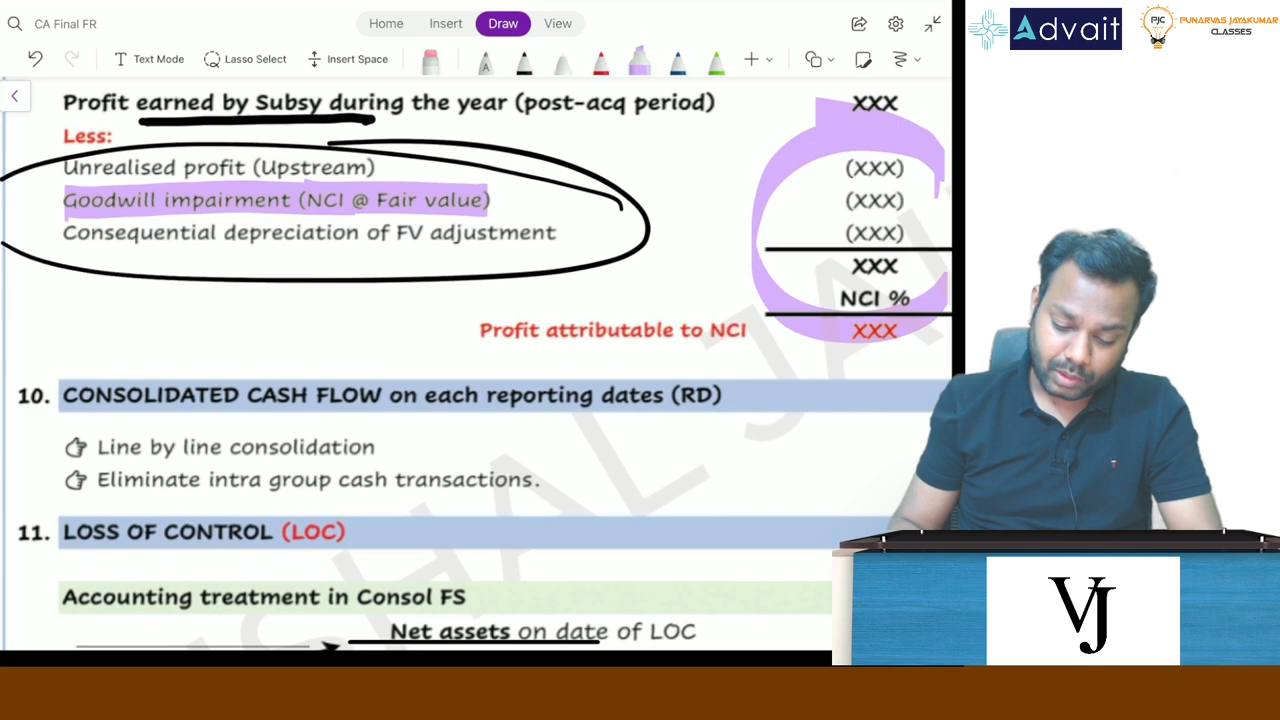 CA Final FR
Home Insert Draw View
Text Mode Lasso Select Insert Space
Advait
PJC PUNARVAS JAYAKUMAR
CLASSES
Profit earned by Subsy during the year (post-acq period) XXX
Less:
Unrealised profit (Upstream) (XXX)
Goodwill impairment (NCI @ Fair value) (XXX)
Consequential depreciation of FV adjustment (XXX)
XXX
NCI %
Profit attributable to NCI XXX
10. CONSOLIDATED CASH FLOW on each reporting dates (RD)
Line by line consolidation
Eliminate intra group cash transactions.
11. LOSS OF CONTROL (LOC)
Accounting treatment in Consol FS
Net assets on date of LOC
VJ